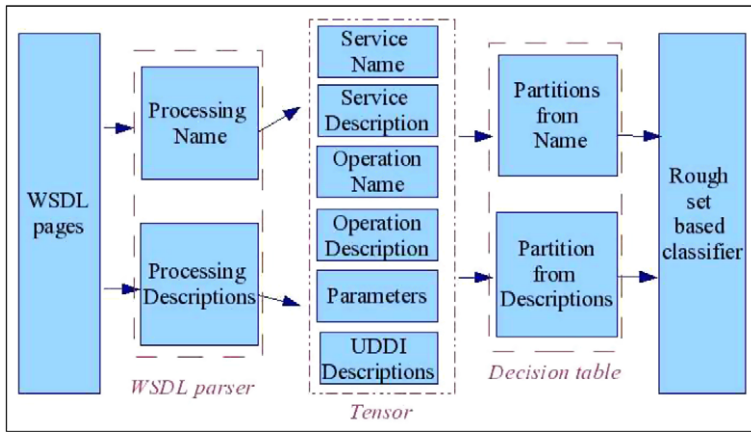 WSDL
pages
Processing
Name
Processing
Descriptions
WSDL parser
Service
Name
Service
Description
Operation
Name
Operation
Description
Parameters
UDDI
Descriptions
Tensor
Partitions
from
Name
Partition
from
Descriptions
Decision table
Rough
set
based
classifier